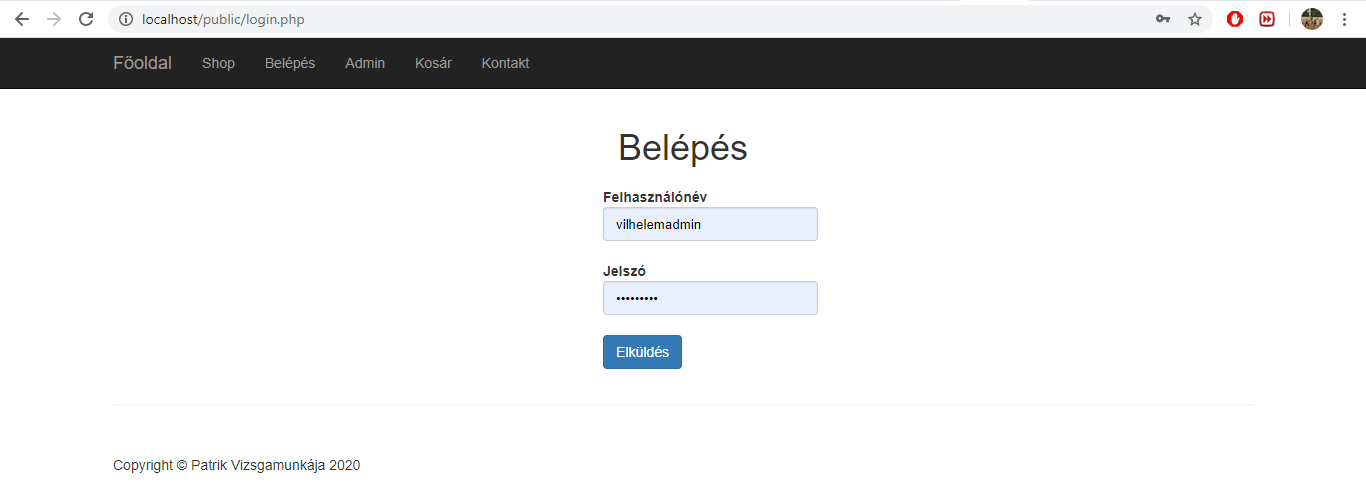 localhost/public/login.php
Főoldal Shop Belépés Admin Kosár Kontakt
Belépés
Felhasználónév
vilhelemadmin
Jelszó
•••••••••
Elküldés
Copyright © Patrik Vizsgamunkája 2020